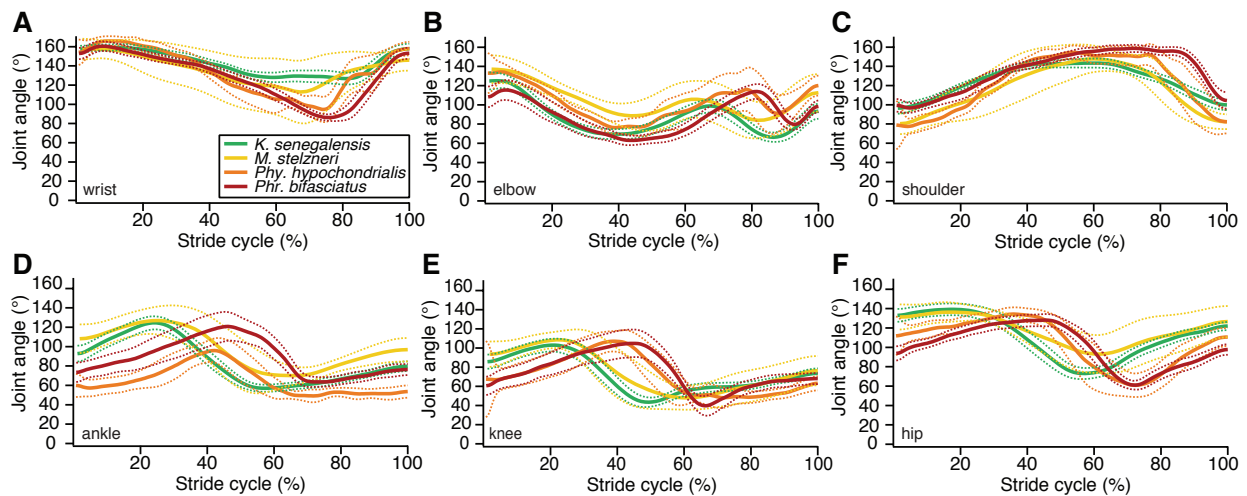 A
Joint angle (°)
160
140
120
100
80
60
40
20
0
wrist
K. senegalensis
M. stelzneri
Phy. hypochondrialis
Phr. bifasciatus
20 40 60 80 100
Stride cycle (%)
B
Joint angle (°)
160
140
120
100
80
60
40
20
0
elbow
20 40 60 80 100
Stride cycle (%)
C
Joint angle (°)
160
140
120
100
80
60
40
20
0
shoulder
20 40 60 80 100
Stride cycle (%)
D
Joint angle (°)
160
140
120
100
80
60
40
20
0
ankle
20 40 60 80 100
Stride cycle (%)
E
Joint angle (°)
160
140
120
100
80
60
40
20
0
knee
20 40 60 80 100
Stride cycle (%)
F
Joint angle (°)
160
140
120
100
80
60
40
20
0
hip
20 40 60 80 100
Stride cycle (%)